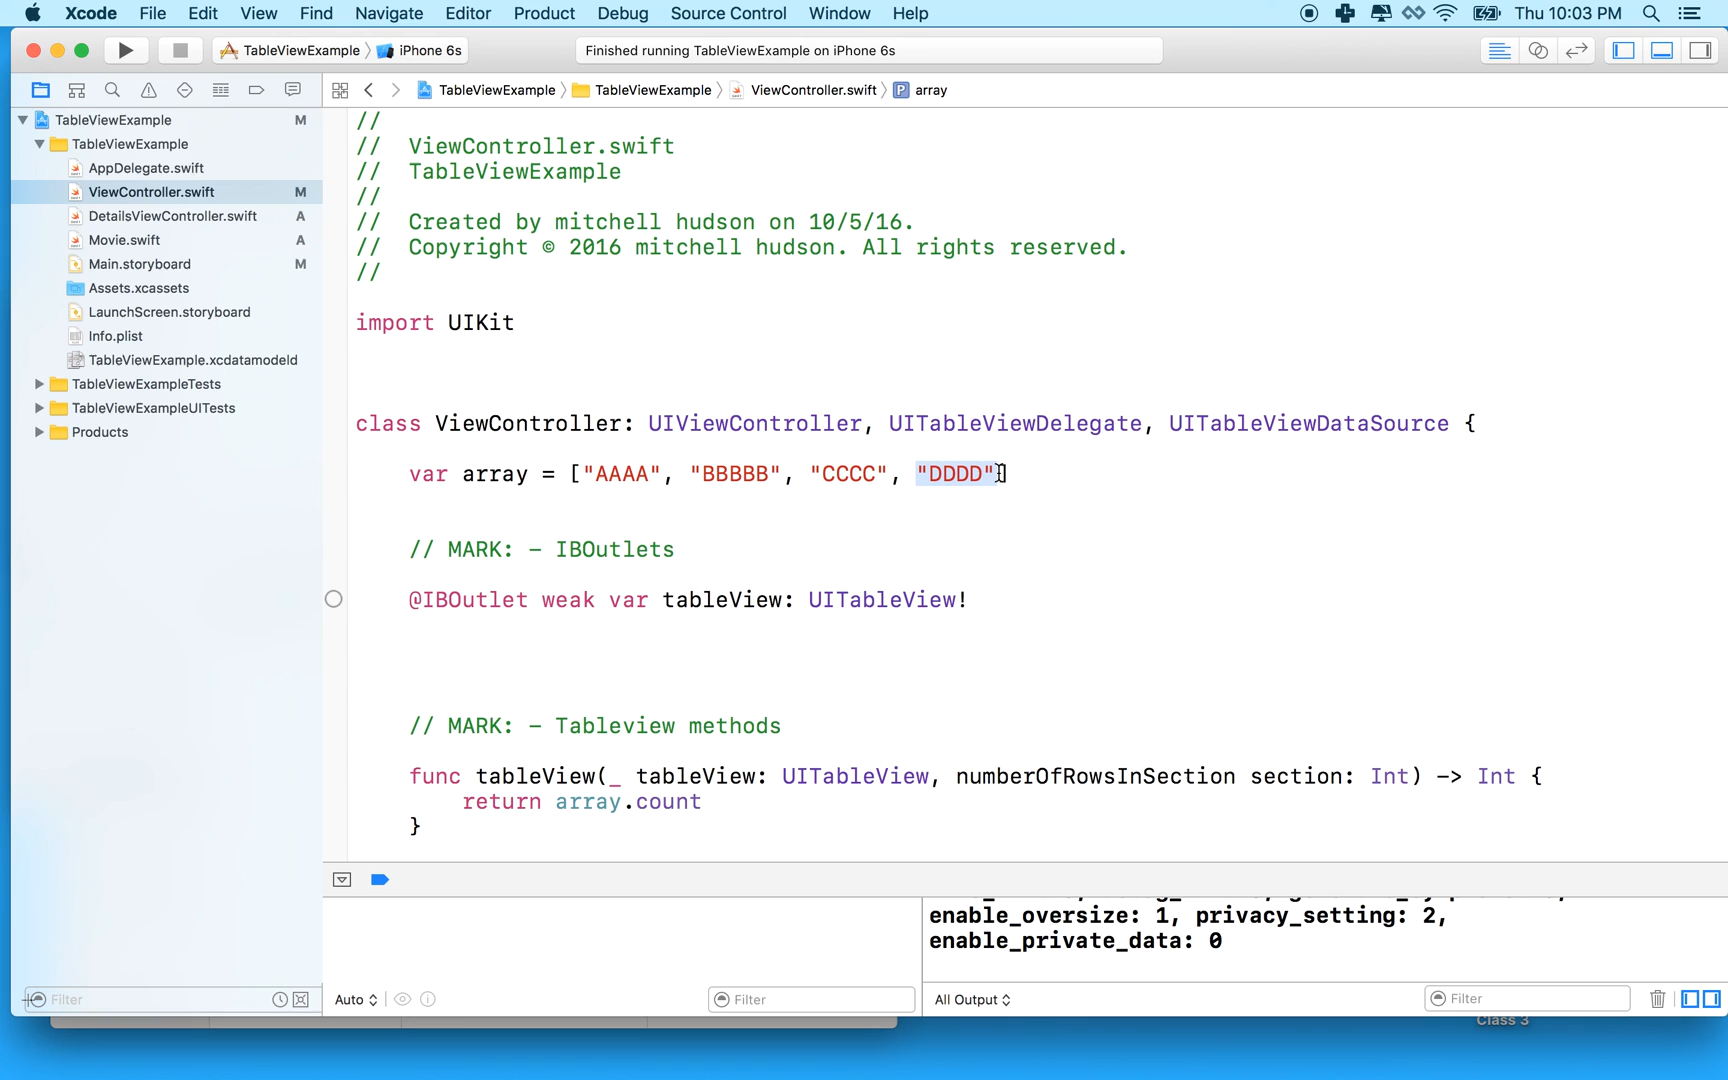 Xcode File Edit View Find Navigate Editor Product Debug Source Control Window Help Thu 10:03 PM
TableViewExample iPhone 6s Finished running TableViewExample on iPhone 6s
TableViewExample TableViewExample ViewController.swift P array
TableViewExample M
TableViewExample
AppDelegate.swift
ViewController.swift M
DetailsViewController.swift A
Movie.swift A
Main.storyboard M
Assets.xcassets
LaunchScreen.storyboard
Info.plist
TableViewExample.xcdatamodeld
TableViewExampleTests
TableViewExampleUITests
Products
Filter
//
// ViewController.swift
// TableViewExample
//
// Created by mitchell hudson on 10/5/16.
// Copyright © 2016 mitchell hudson. All rights reserved.
//
import UIKit
class ViewController: UIViewController, UITableViewDelegate, UITableViewDataSource {
var array = ["AAAA", "BBBBB", "CCCC", "DDDD"]
// MARK: - IBOutlets
@IBOutlet weak var tableView: UITableView!
// MARK: - Tableview methods
func tableView(_ tableView: UITableView, numberOfRowsInSection section: Int) -> Int {
return array.count
}
enable_oversize: 1, privacy_setting: 2,
enable_private_data: 0
Auto Filter All Output Filter
Class 3